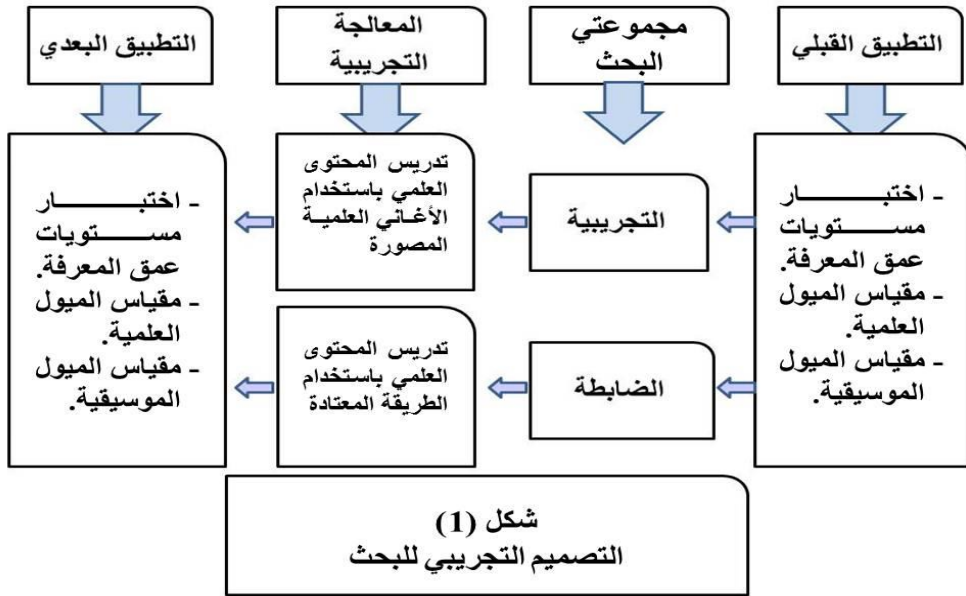 التطبيق القبلي
مجموعتي
البحث
المعالجة
التجريبية
التطبيق البعدي
- اختبار
مستويات
عمق المعرفة.
- مقياس الميول
العلمية.
- مقياس الميول
الموسيقية.
التجريبية
الضابطة
تدريس المحتوى
العلمي باستخدام
الأغاني العلمية
المصورة
تدريس المحتوى
العلمي باستخدام
الطريقة المعتادة
- اختبار
مستويات
عمق المعرفة.
- مقياس الميول
العلمية.
- مقياس الميول
الموسيقية.
شكل (1)
التصميم التجريبي للبحث